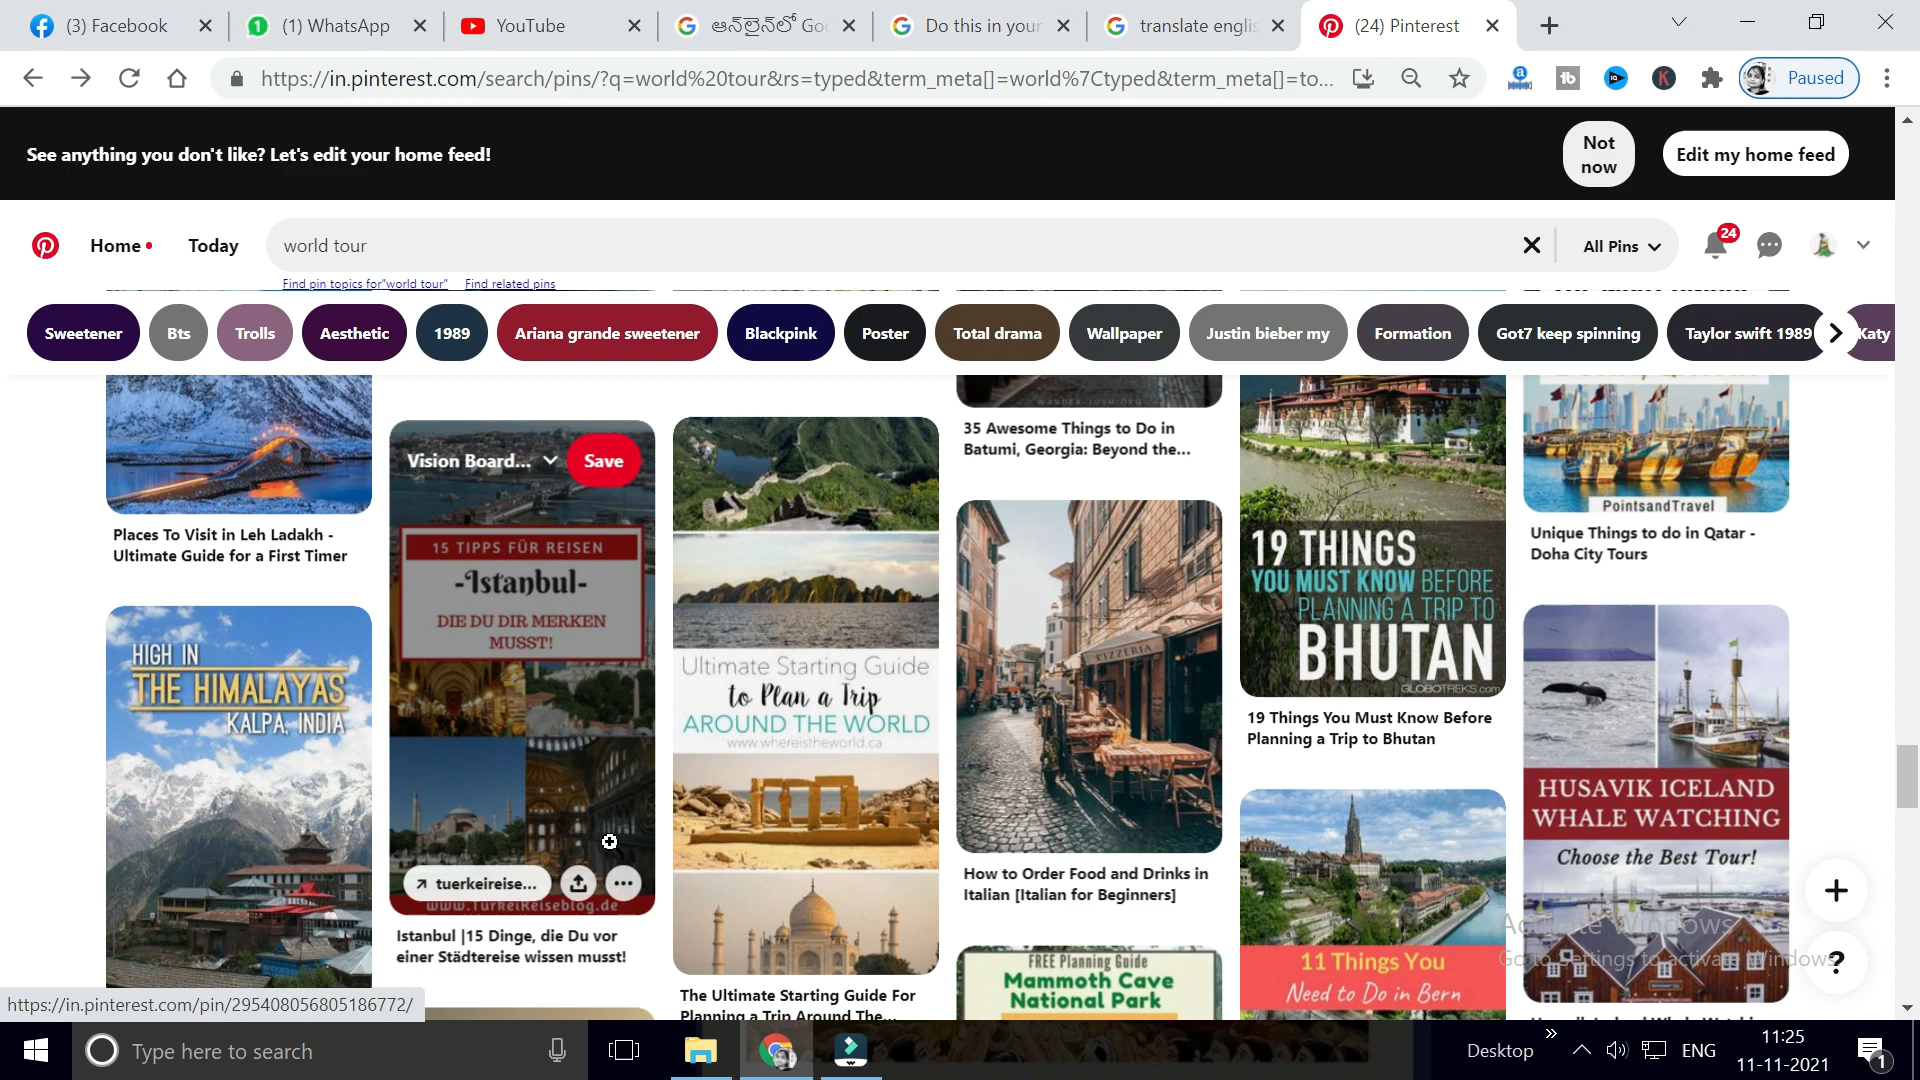 (3) Facebook
(1) WhatsApp
YouTube
ఆన్‌లైన్‌లో Goo
Do this in your
translate englis
(24) Pinterest
https://in.pinterest.com/search/pins/?q=world%20tour&rs=typed&term_meta[]=world%7Ctyped&term_meta[]=to...
Paused
See anything you don't like? Let's edit your home feed!
Not now
Edit my home feed
Home
Today
world tour
All Pins
24
Find pin topics for"world tour"
Find related pins
Sweetener
Bts
Trolls
Aesthetic
1989
Ariana grande sweetener
Blackpink
Poster
Total drama
Wallpaper
Justin bieber my
Formation
Got7 keep spinning
Taylor swift 1989
Katy
Places To Visit in Leh Ladakh -
Ultimate Guide for a First Timer
HIGH IN
THE HIMALAYAS
KALPA, INDIA
Vision Board...
Save
15 TIPPS FÜR REISEN
-Istanbul-
DIE DU DIR MERKEN
MUSST!
tuerkeireise...
www.TurkeiReiseblog.de
Istanbul |15 Dinge, die Du vor
einer Städtereise wissen musst!
Ultimate Starting Guide
to Plan a Trip
AROUND THE WORLD
www.whereistheworld.ca
The Ultimate Starting Guide For
Planning a Trip Around The...
WANDER-LUSH.ORG
35 Awesome Things to Do in
Batumi, Georgia: Beyond the...
PIZZERIA
How to Order Food and Drinks in
Italian [Italian for Beginners]
FREE Planning Guide
Mammoth Cave
National Park
19 THINGS
YOU MUST KNOW BEFORE
PLANNING A TRIP TO
BHUTAN
GLOBOTREKS.com
19 Things You Must Know Before
Planning a Trip to Bhutan
11 Things You
Need to Do in Bern
PointsandTravel
Unique Things to do in Qatar -
Doha City Tours
HUSAVIK ICELAND
WHALE WATCHING
Choose the Best Tour!
Activate Windows
Go to Settings to activate Windows.
https://in.pinterest.com/pin/295408056805186772/
Type here to search
Desktop
ENG
11:25
11-11-2021
1